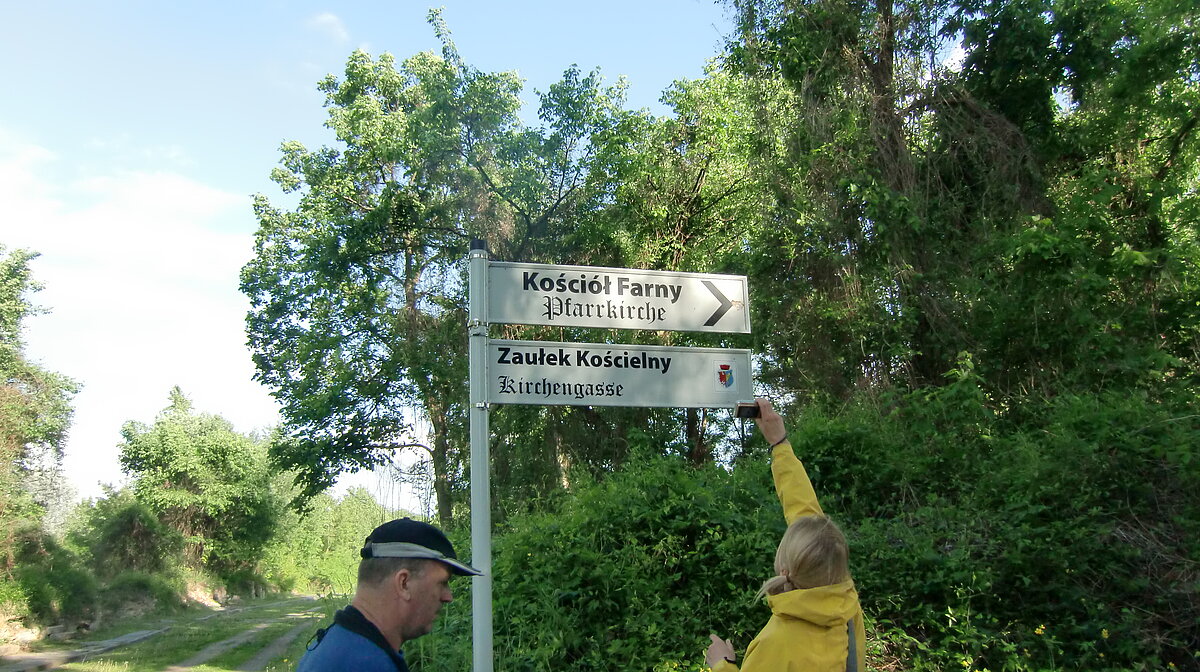 Kościół Farny
Pfarrkirche
Zaułek Kościelny
Kirchengasse